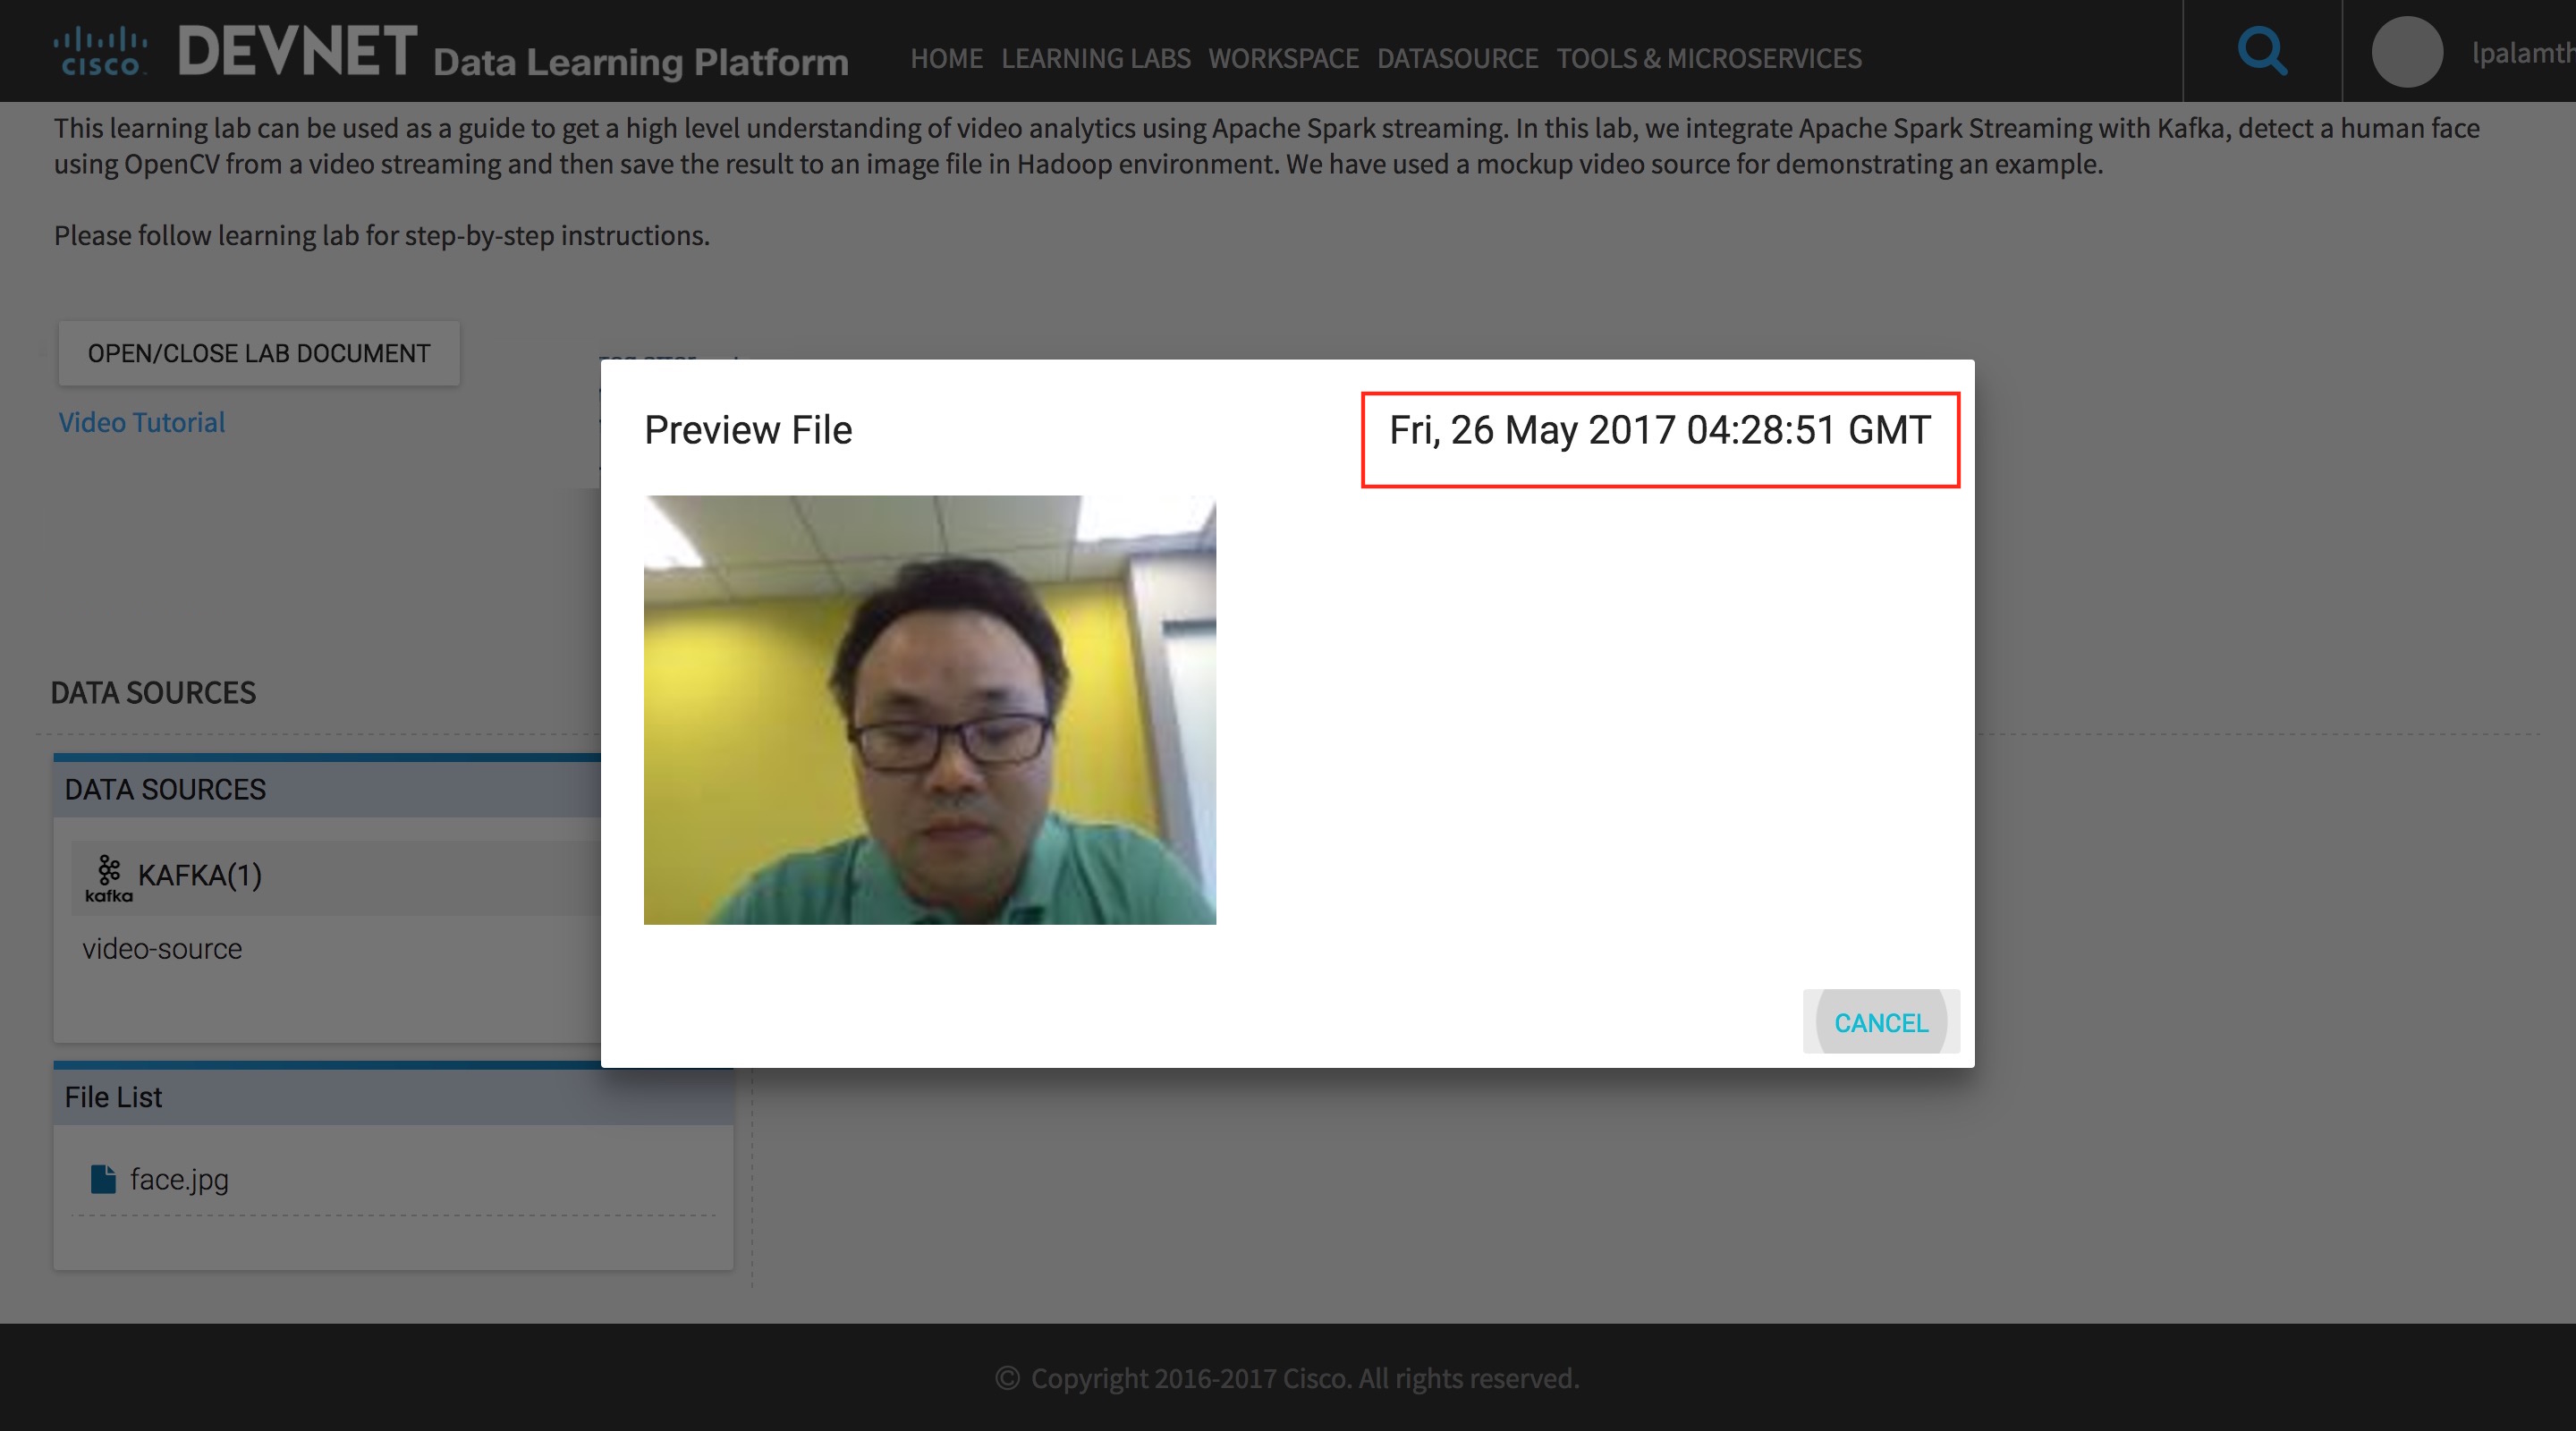 CISCO DEVNET Data Learning Platform HOME LEARNING LABS WORKSPACE DATASOURCE TOOLS & MICROSERVICES
This learning lab can be used as a guide to get a high level understanding of video analytics using Apache Spark streaming. In this lab, we integrate Apache Spark Streaming with Kafka, detect a human face
using OpenCV from a video streaming and then save the result to an image file in Hadoop environment. We have used a mockup video source for demonstrating an example.
Please follow learning lab for step-by-step instructions.
OPEN/CLOSE LAB DOCUMENT
Video Tutorial
Preview File
Fri, 26 May 2017 04:28:51 GMT
CANCEL
DATA SOURCES
DATA SOURCES
kafka KAFKA(1)
video-source
File List
face.jpg
© Copyright 2016-2017 Cisco. All rights reserved.